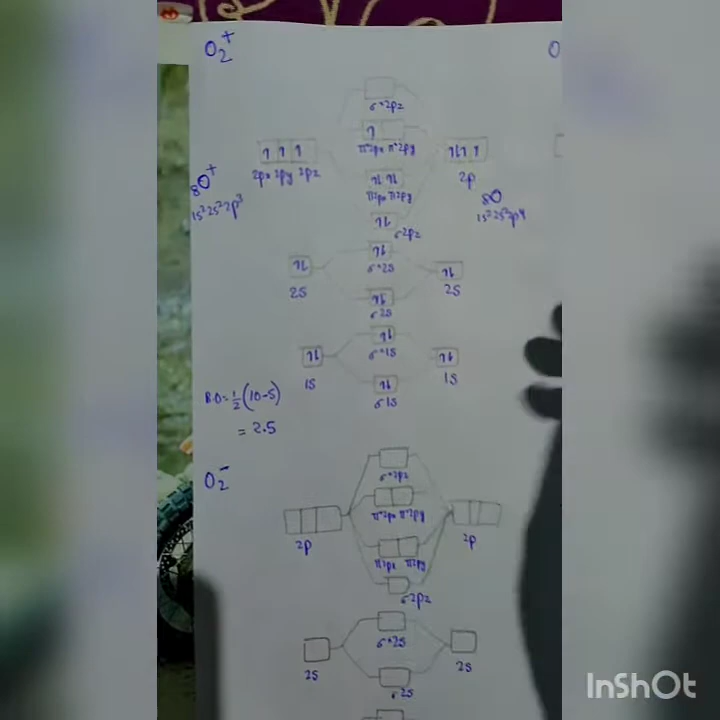 O₂⁺
O
σ*2pz
↿
π*2px π*2py
↿ ↿ ↿
2px 2py 2pz
↿⇂ ↿ ↿
2p
₈O⁺
1s² 2s² 2p³
↿⇂ ↿⇂
π2px π2py
₈O
1s² 2s² 2p⁴
↿⇂
σ2pz
↿⇂
σ*2s
↿⇂
2s
↿⇂
2s
↿⇂
σ2s
↿⇂
σ*1s
↿⇂
1s
↿⇂
1s
↿⇂
σ1s
B.O = 1/2 (10-5)
= 2.5
O₂⁻
σ*2pz
π*2px π*2py
2p
2p
π2px π2py
σ2pz
σ*2s
2s
2s
σ2s
InShOt